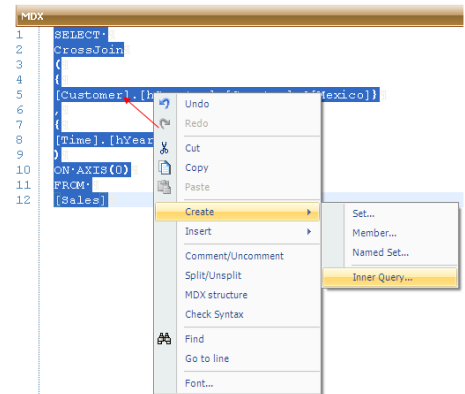 MDX
1 SELECT
2 CrossJoin
3 (
4 {
5 [Customer].[h xico]}
6 ,
7 {
8 [Time].[hYear
9 )
10 ON AXIS(0)
11 FROM
12 [Sales]
Undo
Redo
Cut
Copy
Paste
Create
Insert
Comment/Uncomment
Split/Unsplit
MDX structure
Check Syntax
Find
Go to line
Font...
Set...
Member...
Named Set...
Inner Query...